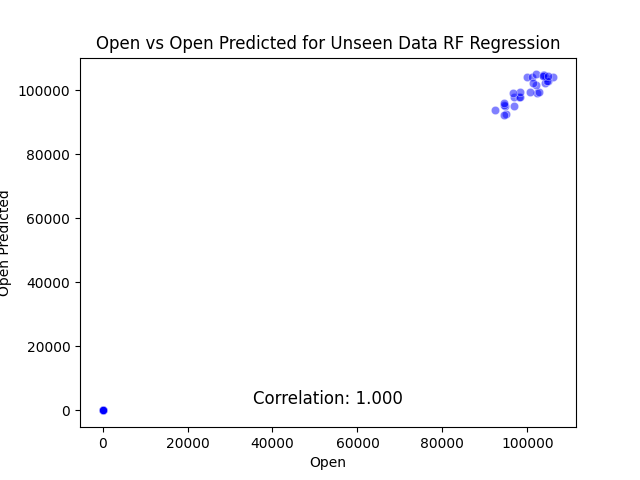 Open vs Open Predicted for Unseen Data RF Regression
100000
80000
60000
40000
20000
0
Open Predicted
Correlation: 1.000
0 20000 40000 60000 80000 100000
Open